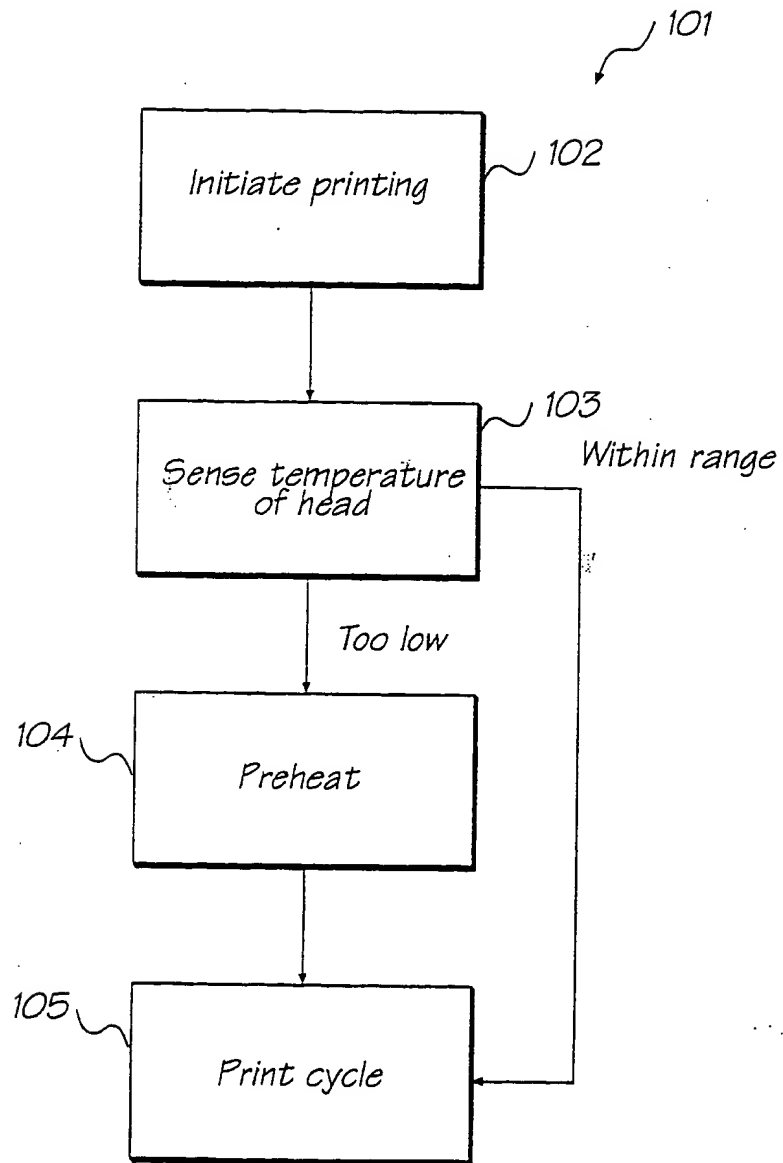 101
Initiate printing
102
103
Sense temperature
of head
Within range
Too low
104
Preheat
105
Print cycle